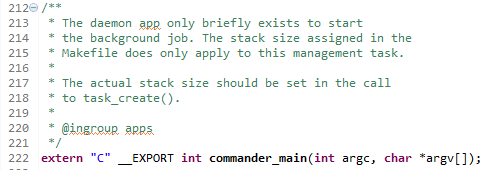 212 /**
213 * The daemon app only briefly exists to start
214 * the background job. The stack size assigned in the
215 * Makefile does only apply to this management task.
216 *
217 * The actual stack size should be set in the call
218 * to task_create().
219 *
220 * @ingroup apps
221 */
222 extern "C" __EXPORT int commander_main(int argc, char *argv[]);